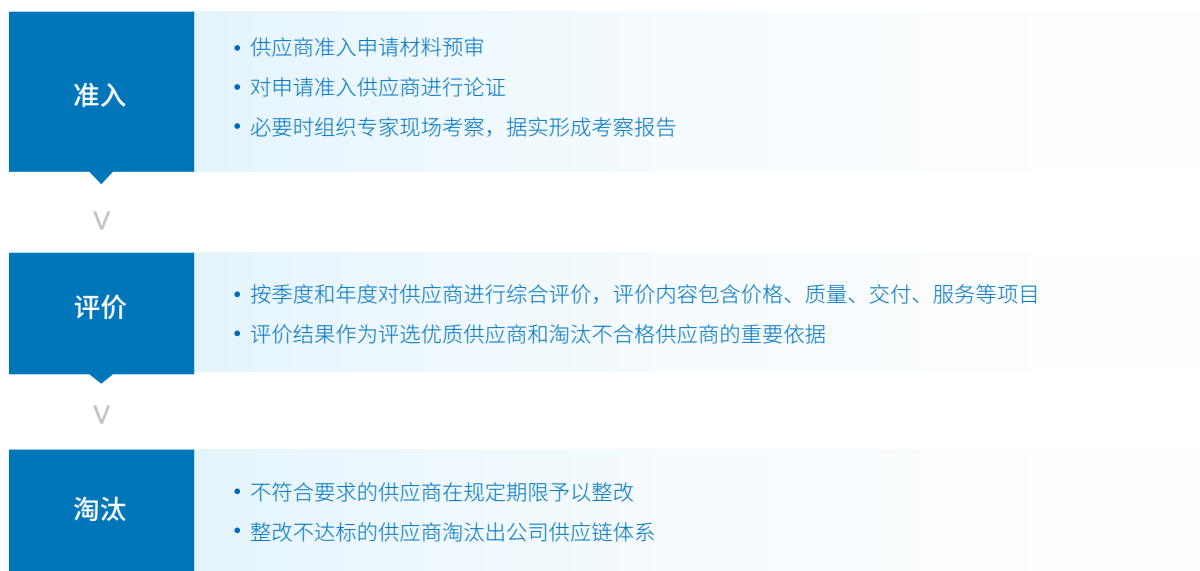 准入
• 供应商准入申请材料预审
• 对申请准入供应商进行论证
• 必要时组织专家现场考察，据实形成考察报告
评价
• 按季度和年度对供应商进行综合评价，评价内容包含价格、质量、交付、服务等项目
• 评价结果作为评选优质供应商和淘汰不合格供应商的重要依据
淘汰
• 不符合要求的供应商在规定期限予以整改
• 整改不达标的供应商淘汰出公司供应链体系